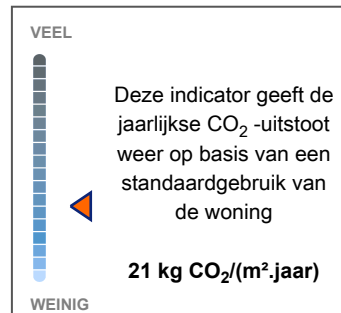 VEEL
Deze indicator geeft de
jaarlijkse CO₂ -uitstoot
weer op basis van een
standaardgebruik van
de woning
21 kg CO₂/(m².jaar)
WEINIG